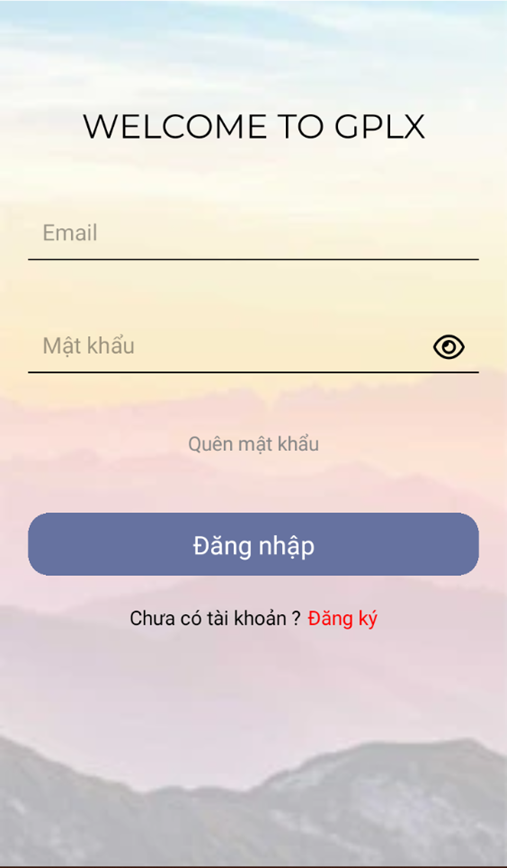 WELCOME TO GPLX
Email
Mật khẩu
Quên mật khẩu
Đăng nhập
Chưa có tài khoản ? Đăng ký